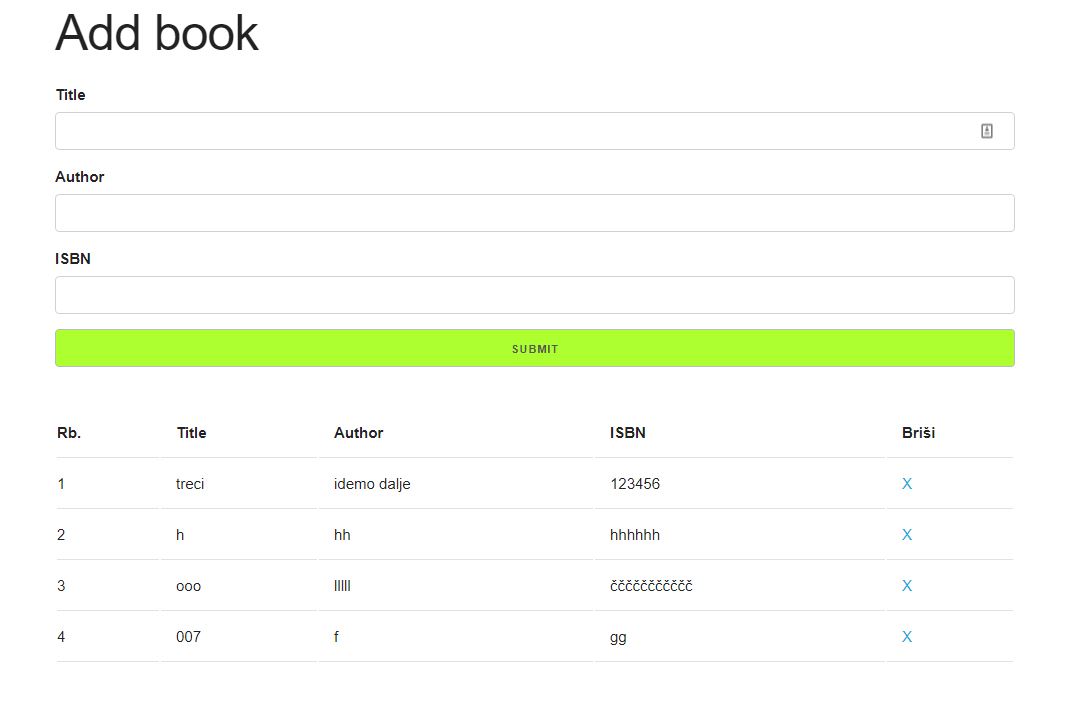 Add book
Title
Author
ISBN
SUBMIT
Rb. Title Author ISBN Briši
1 treci idemo dalje 123456 X
2 h hh hhhhhh X
3 ooo lllll čččččččččč X
4 007 f gg X